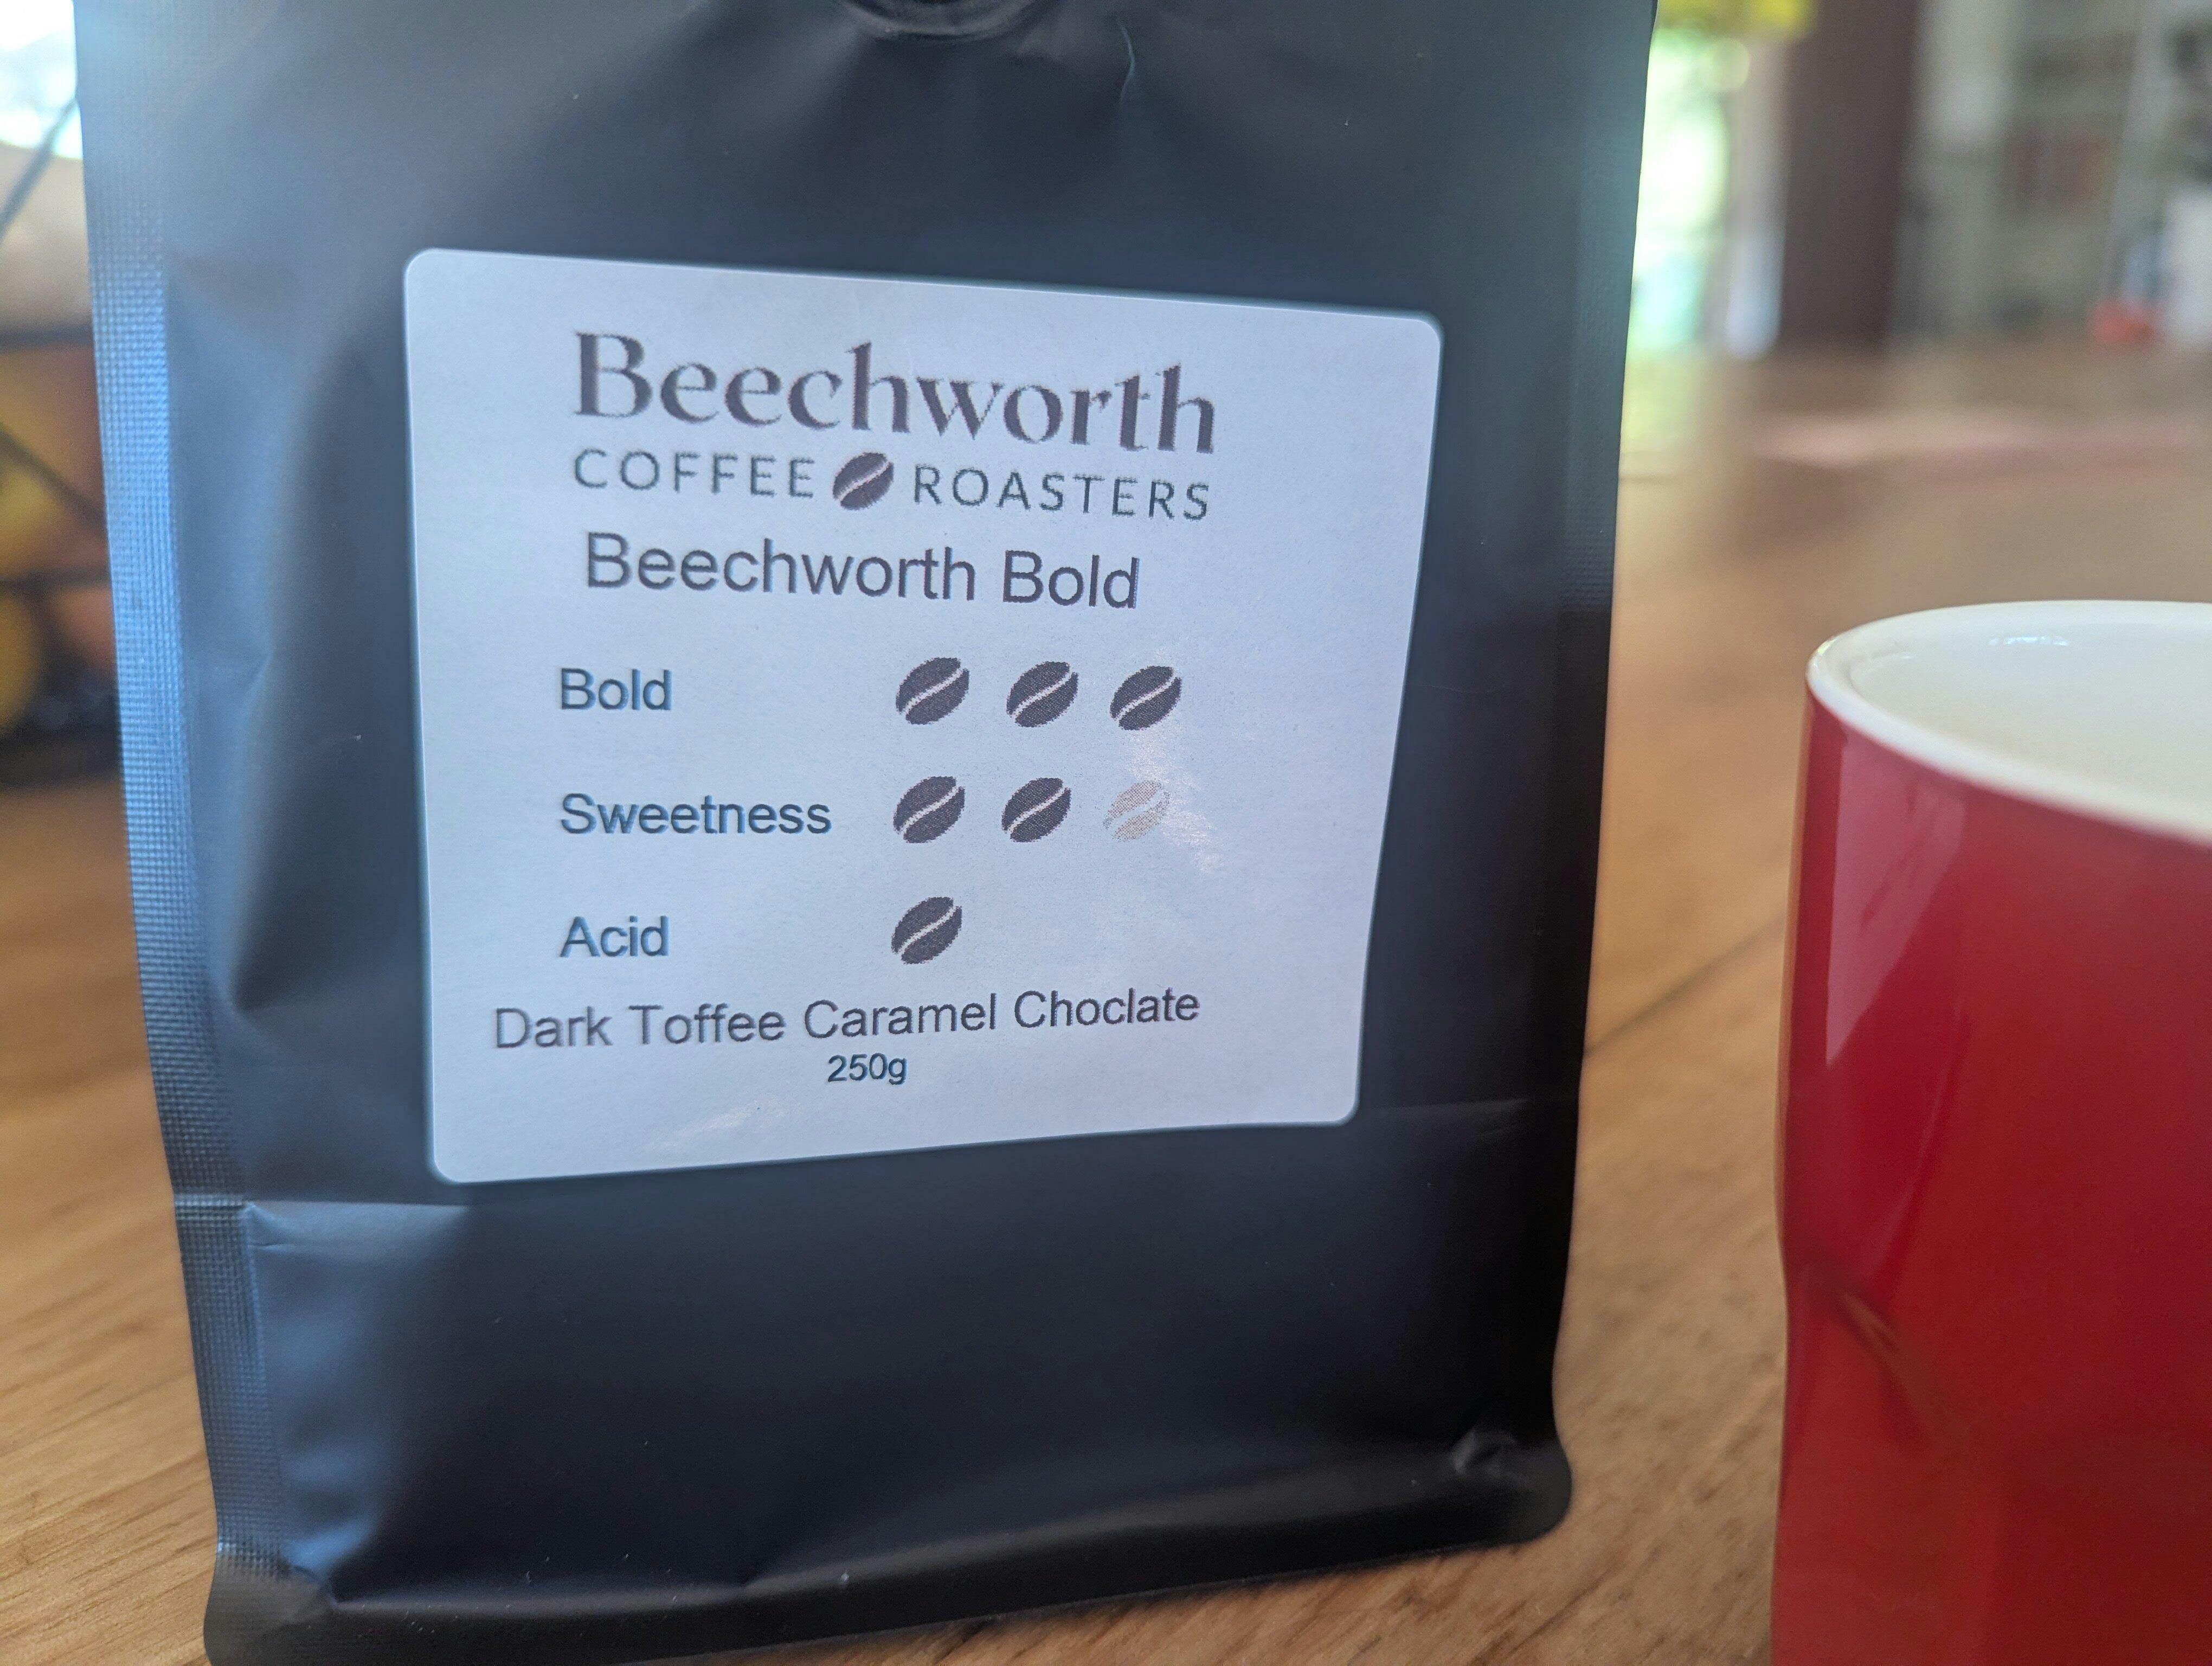 Beechworth
COFFEE ROASTERS
Beechworth Bold
Bold
Sweetness
Acid
Dark Toffee Caramel Choclate
250g